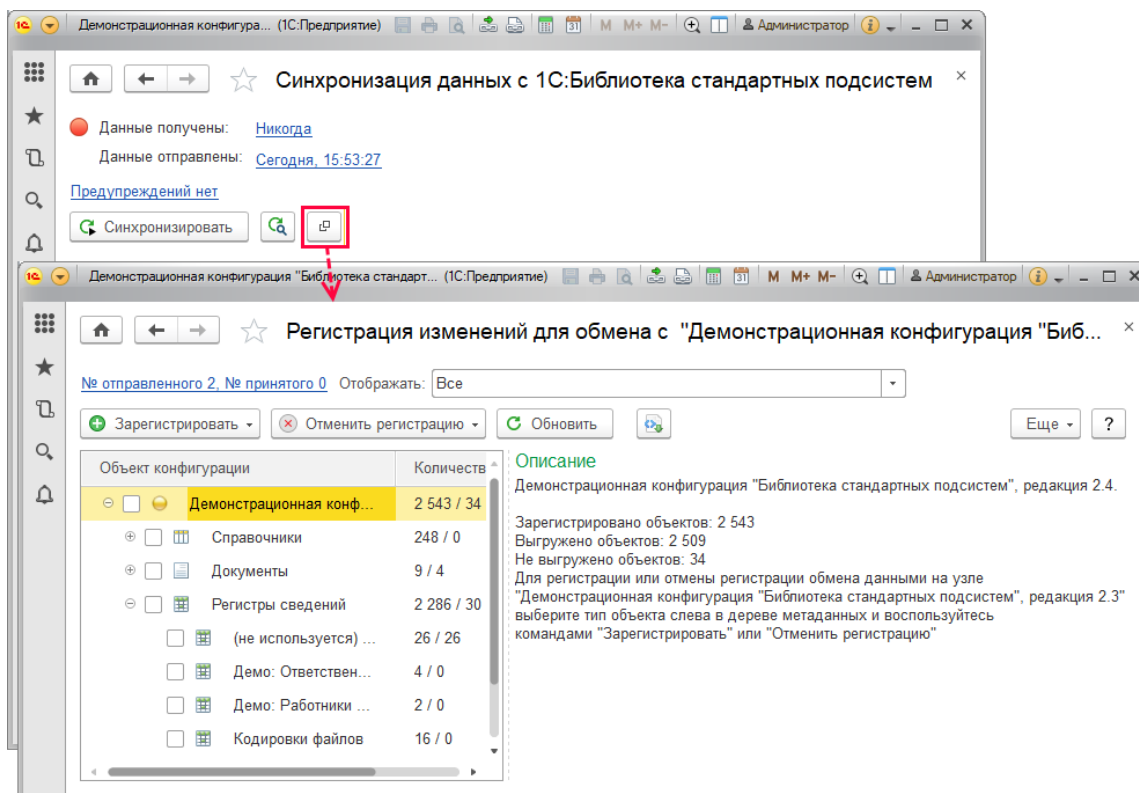 Демонстрационная конфигура... (1С:Предприятие) M M+ M- Администратор
Синхронизация данных с 1С:Библиотека стандартных подсистем
Данные получены: Никогда
Данные отправлены: Сегодня, 15:53:27
Предупреждений нет
Синхронизировать
Демонстрационная конфигурация "Библиотека стандарт... (1С:Предприятие) M M+ M- Администратор
Регистрация изменений для обмена с "Демонстрационная конфигурация "Биб...
№ отправленного 2, № принятого 0 Отображать: Все
Зарегистрировать Отменить регистрацию Обновить Еще ?
Объект конфигурации Количеств
Демонстрационная конф... 2 543 / 34
Справочники 248 / 0
Документы 9 / 4
Регистры сведений 2 286 / 30
(не используется) ... 26 / 26
Демо: Ответствен... 4 / 0
Демо: Работники ... 2 / 0
Кодировки файлов 16 / 0
Описание
Демонстрационная конфигурация "Библиотека стандартных подсистем", редакция 2.4.
Зарегистрировано объектов: 2 543
Выгружено объектов: 2 509
Не выгружено объектов: 34
Для регистрации или отмены регистрации обмена данными на узле
"Демонстрационная конфигурация "Библиотека стандартных подсистем", редакция 2.3"
выберите тип объекта слева в дереве метаданных и воспользуйтесь
командами "Зарегистрировать" или "Отменить регистрацию"